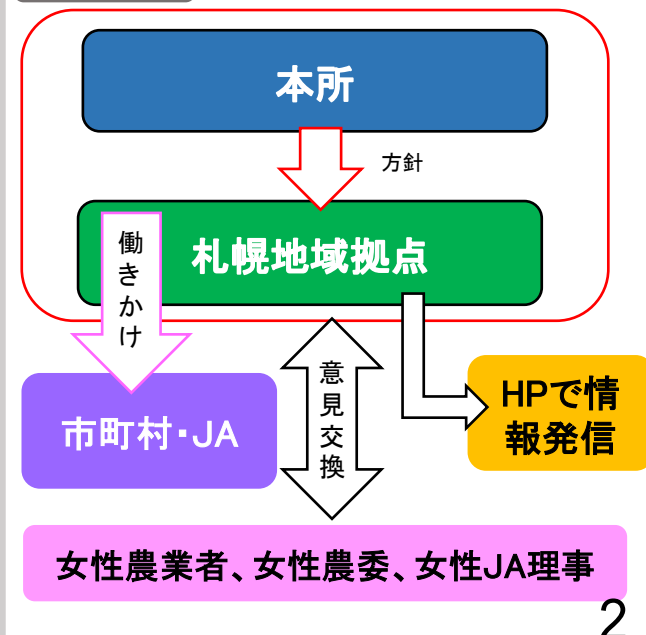 本所
方針
札幌地域拠点
働きかけ
意見交換
市町村・JA
HPで情
報発信
女性農業者、女性農委、女性JA理事
2